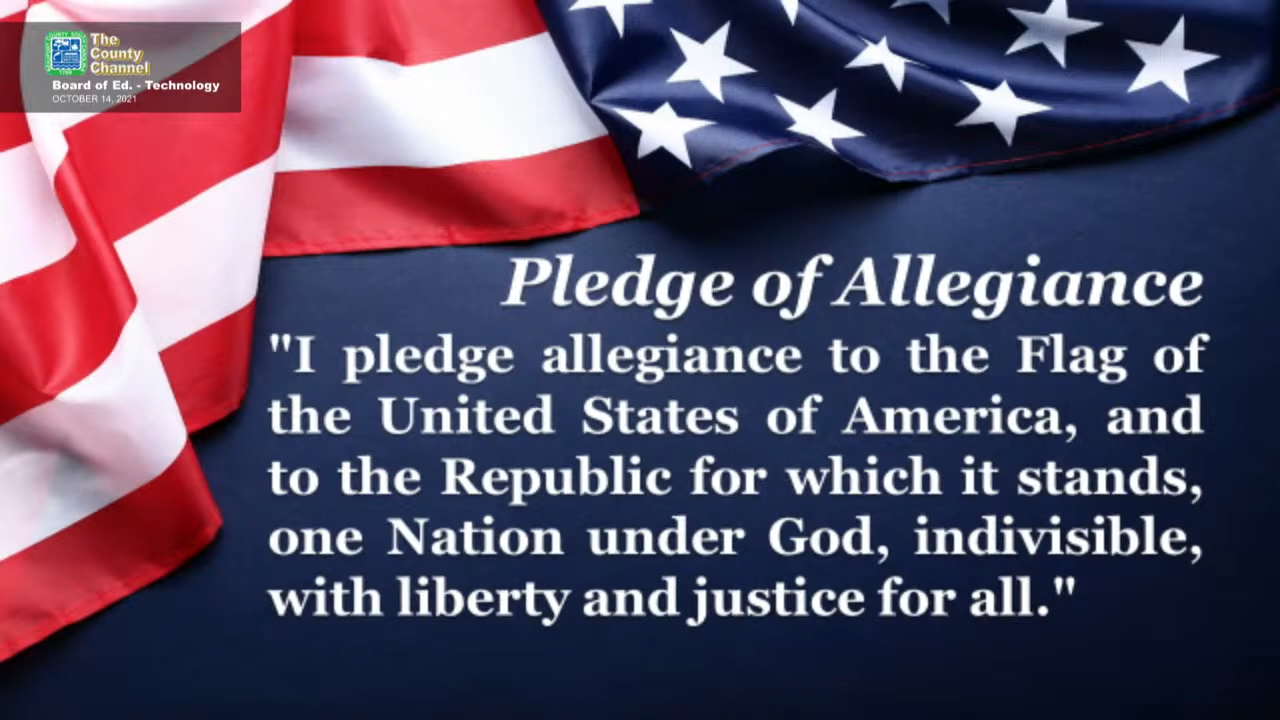 The
County
Channel
Board of Ed. - Technology
OCTOBER 14, 2021
Pledge of Allegiance
"I pledge allegiance to the Flag of
the United States of America, and
to the Republic for which it stands,
one Nation under God, indivisible,
with liberty and justice for all."